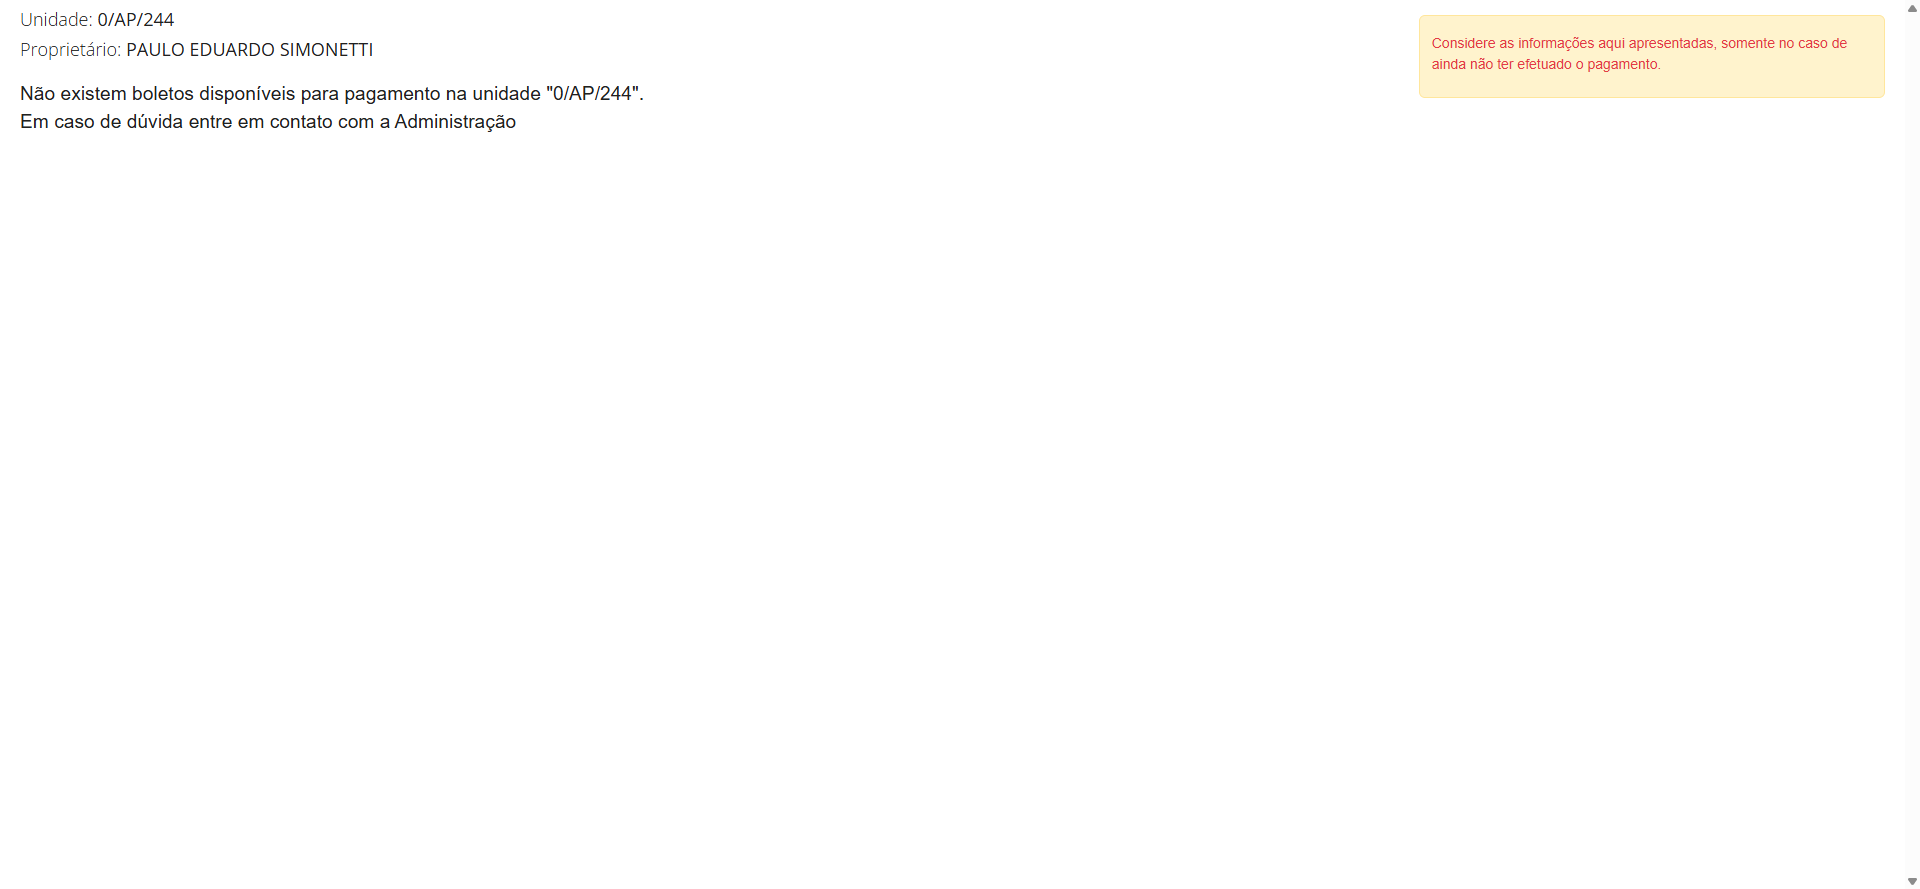 Unidade: 0/AP/244
Proprietário: PAULO EDUARDO SIMONETTI
Não existem boletos disponíveis para pagamento na unidade "0/AP/244".
Em caso de dúvida entre em contato com a Administração
Considere as informações aqui apresentadas, somente no caso de
ainda não ter efetuado o pagamento.